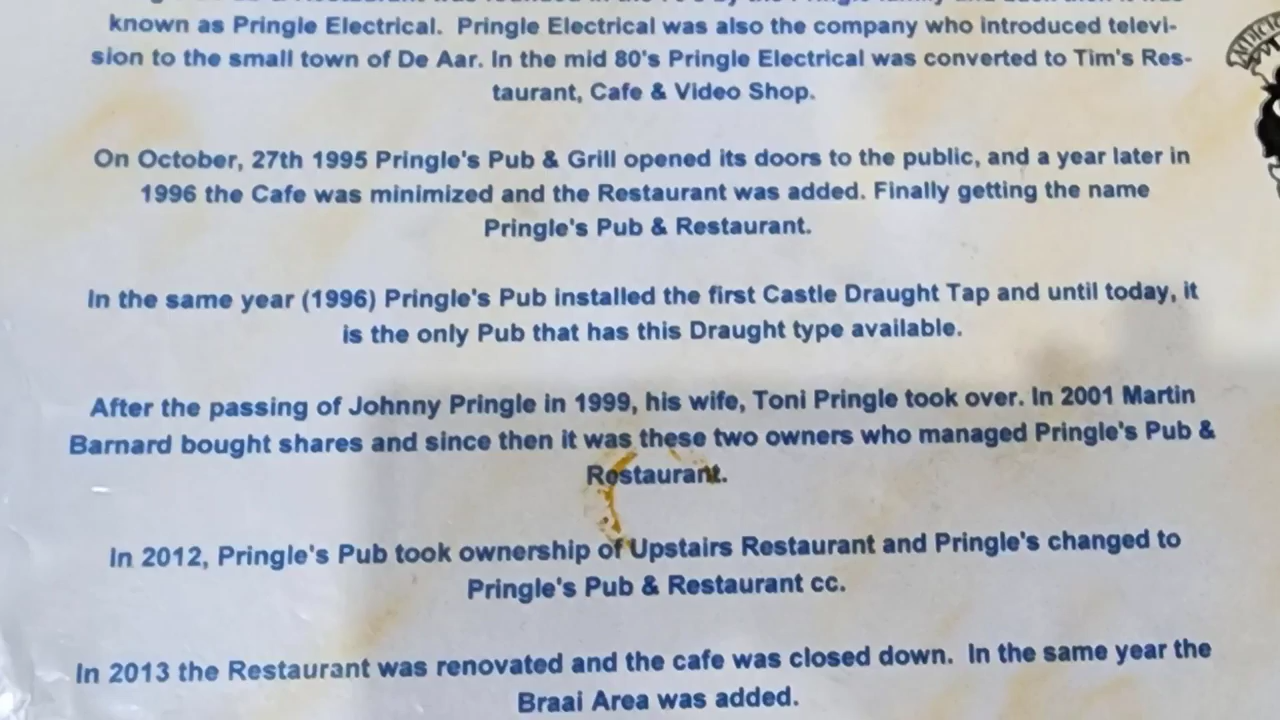 known as Pringle Electrical. Pringle Electrical was also the company who introduced televi-
sion to the small town of De Aar. In the mid 80's Pringle Electrical was converted to Tim's Res-
taurant, Cafe & Video Shop.
On October, 27th 1995 Pringle's Pub & Grill opened its doors to the public, and a year later in
1996 the Cafe was minimized and the Restaurant was added. Finally getting the name
Pringle's Pub & Restaurant.
In the same year (1996) Pringle's Pub installed the first Castle Draught Tap and until today, it
is the only Pub that has this Draught type available.
After the passing of Johnny Pringle in 1999, his wife, Toni Pringle took over. In 2001 Martin
Barnard bought shares and since then it was these two owners who managed Pringle's Pub &
Restaurant.
In 2012, Pringle's Pub took ownership of Upstairs Restaurant and Pringle's changed to
Pringle's Pub & Restaurant cc.
In 2013 the Restaurant was renovated and the cafe was closed down. In the same year the
Braai Area was added.